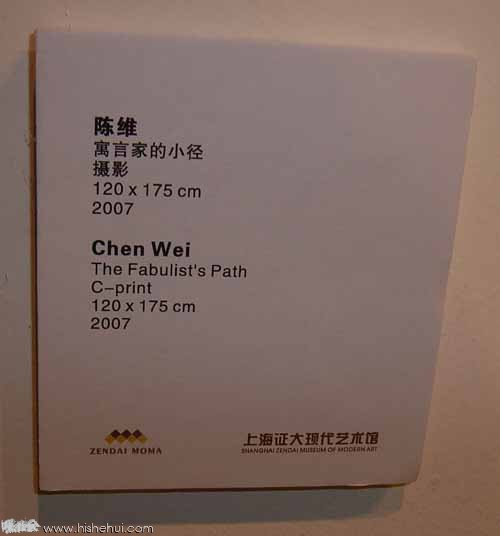 陈维
寓言家的小径
摄影
120 x 175 cm
2007
Chen Wei
The Fabulist's Path
C-print
120 x 175 cm
2007
ZENDAI MOMA
上海证大现代艺术馆
SHANGHAI ZENDAI MUSEUM OF MODERN ART
www.hishehui.com